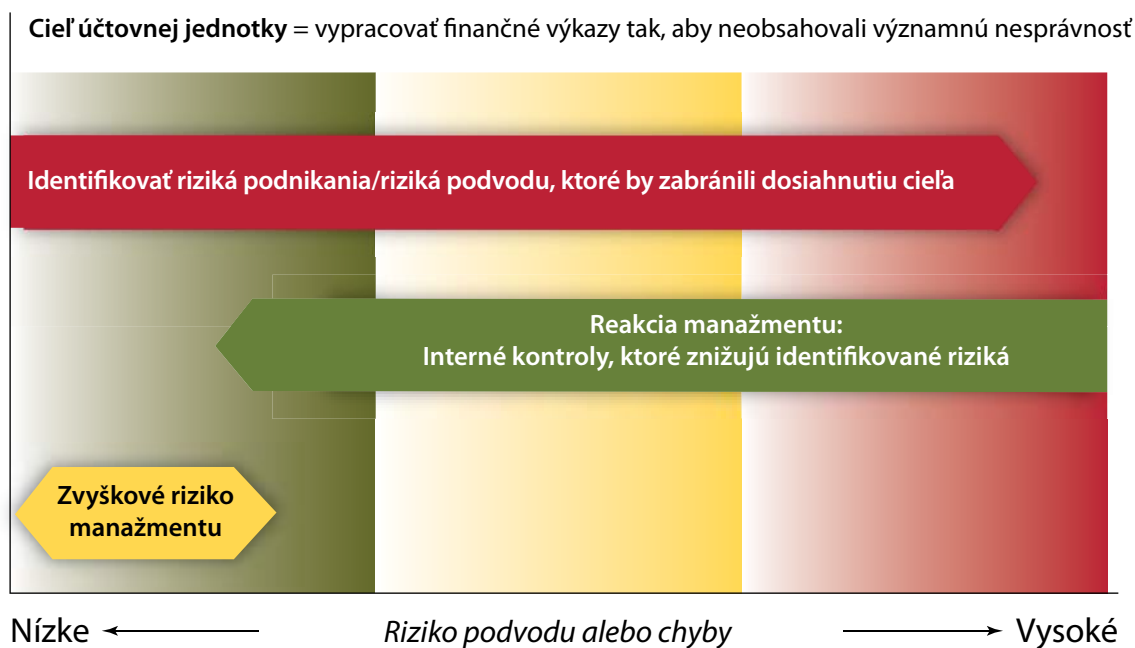 Cieľ účtovnej jednotky = vypracovať finančné výkazy tak, aby neobsahovali významnú nesprávnosť
Identifikovať riziká podnikania/riziká podvodu, ktoré by zabránili dosiahnutiu cieľa
Reakcia manažmentu:
Interné kontroly, ktoré znižujú identifikované riziká
Zvyškové riziko
manažmentu
Nízke Riziko podvodu alebo chyby Vysoké